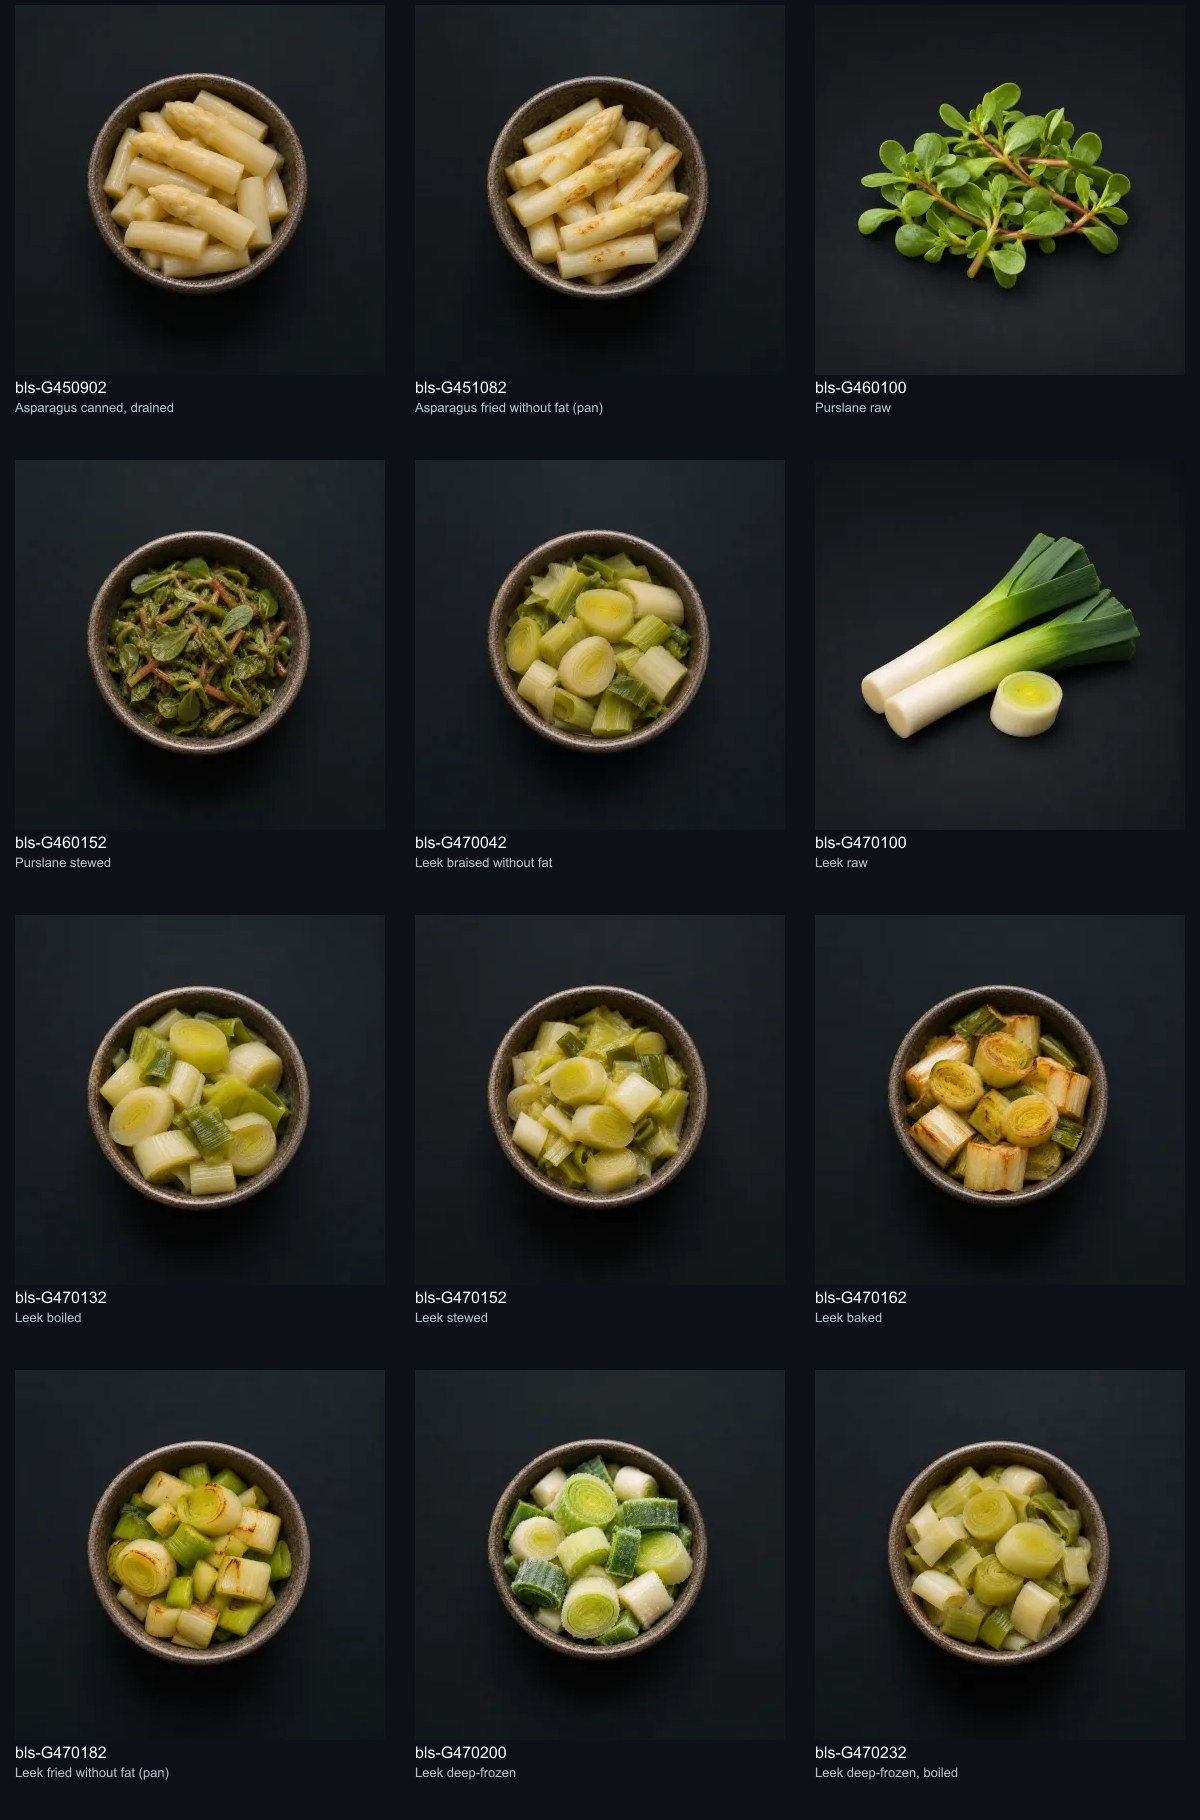 bls-G450902
Asparagus canned, drained
bls-G451082
Asparagus fried without fat (pan)
bls-G460100
Purslane raw
bls-G460152
Purslane stewed
bls-G470042
Leek braised without fat
bls-G470100
Leek raw
bls-G470132
Leek boiled
bls-G470152
Leek stewed
bls-G470162
Leek baked
bls-G470182
Leek fried without fat (pan)
bls-G470200
Leek deep-frozen
bls-G470232
Leek deep-frozen, boiled